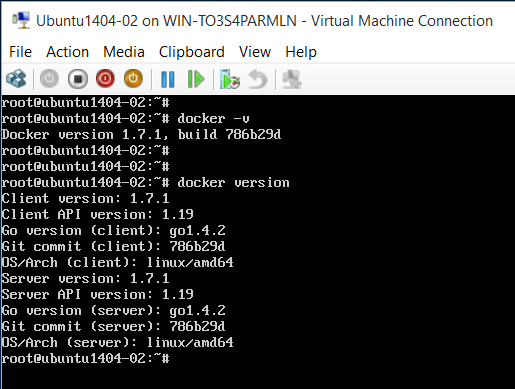 Ubuntu1404-02 on WIN-TO3S4PARMLN - Virtual Machine Connection
File Action Media Clipboard View Help
root@ubuntu1404-02:~#
root@ubuntu1404-02:~# docker -v
Docker version 1.7.1, build 786b29d
root@ubuntu1404-02:~#
root@ubuntu1404-02:~#
root@ubuntu1404-02:~# docker version
Client version: 1.7.1
Client API version: 1.19
Go version (client): go1.4.2
Git commit (client): 786b29d
OS/Arch (client): linux/amd64
Server version: 1.7.1
Server API version: 1.19
Go version (server): go1.4.2
Git commit (server): 786b29d
OS/Arch (server): linux/amd64
root@ubuntu1404-02:~#